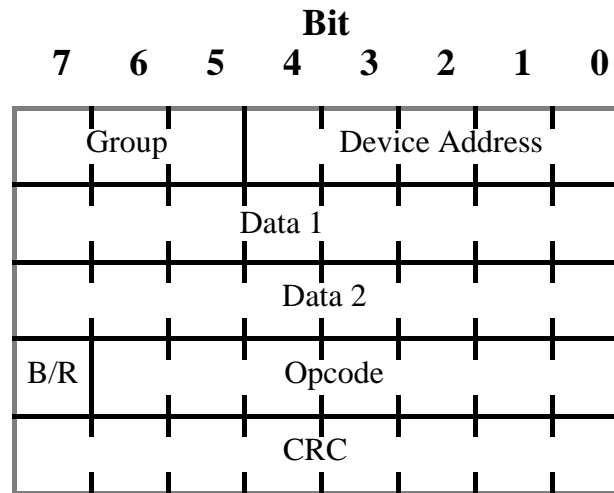 Bit
7 6 5 4 3 2 1 0
Group Device Address
Data 1
Data 2
B/R Opcode
CRC